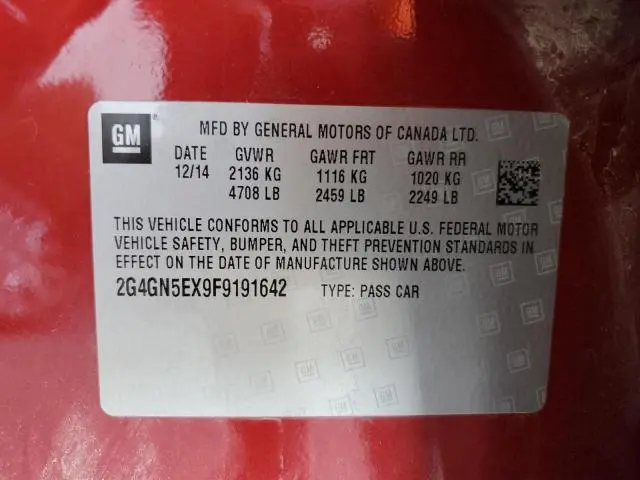 GM
MFD BY GENERAL MOTORS OF CANADA LTD.
DATE GVWR GAWR FRT GAWR RR
12/14 2136 KG 1116 KG 1020 KG
4708 LB 2459 LB 2249 LB
THIS VEHICLE CONFORMS TO ALL APPLICABLE U.S. FEDERAL MOTOR
VEHICLE SAFETY, BUMPER, AND THEFT PREVENTION STANDARDS IN
EFFECT ON THE DATE OF MANUFACTURE SHOWN ABOVE.
2G4GN5EX9F9191642 TYPE: PASS CAR